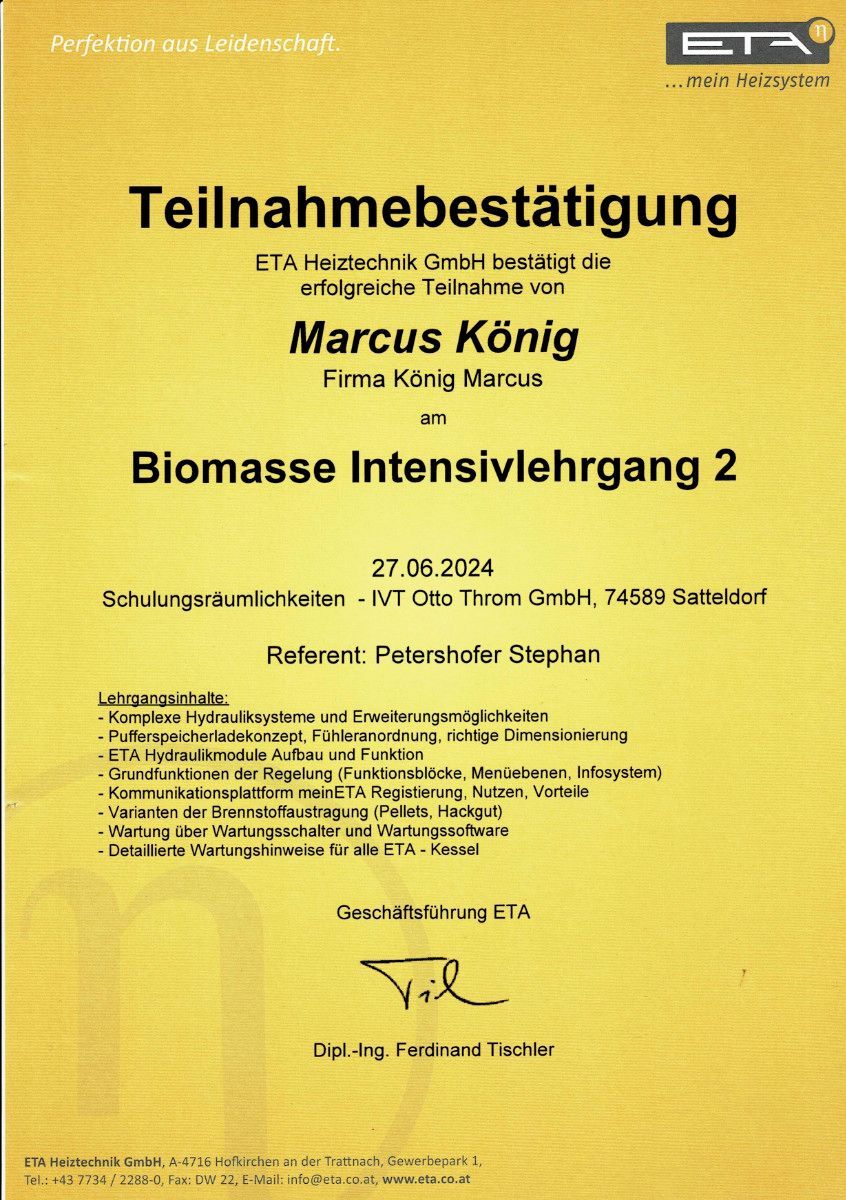 Perfektion aus Leidenschaft.
ETA η
...mein Heizsystem
Teilnahmebestätigung
ETA Heiztechnik GmbH bestätigt die
erfolgreiche Teilnahme von
Marcus König
Firma König Marcus
am
Biomasse Intensivlehrgang 2
27.06.2024
Schulungsräumlichkeiten - IVT Otto Throm GmbH, 74589 Satteldorf
Referent: Petershofer Stephan
Lehrgangsinhalte:
- Komplexe Hydrauliksysteme und Erweiterungsmöglichkeiten
- Pufferspeicherladekonzept, Fühleranordnung, richtige Dimensionierung
- ETA Hydraulikmodule Aufbau und Funktion
- Grundfunktionen der Regelung (Funktionsblöcke, Menüebenen, Infosystem)
- Kommunikationsplattform meinETA Registierung, Nutzen, Vorteile
- Varianten der Brennstoffaustragung (Pellets, Hackgut)
- Wartung über Wartungsschalter und Wartungssoftware
- Detaillierte Wartungshinweise für alle ETA - Kessel
Geschäftsführung ETA
Dipl.-Ing. Ferdinand Tischler
η
ETA Heiztechnik GmbH, A-4716 Hofkirchen an der Trattnach, Gewerbepark 1,
Tel.: +43 7734 / 2288-0, Fax: DW 22, E-Mail: info@eta.co.at, www.eta.co.at